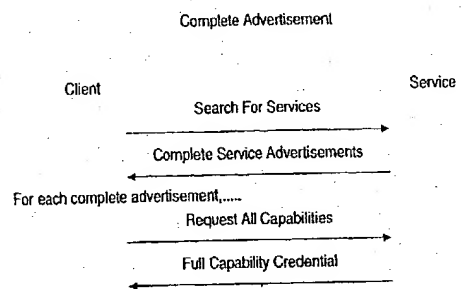 Complete Advertisement
Client
Service
Search For Services
Complete Service Advertisements
For each complete advertisement,.....
Request All Capabilities
Full Capability Credential